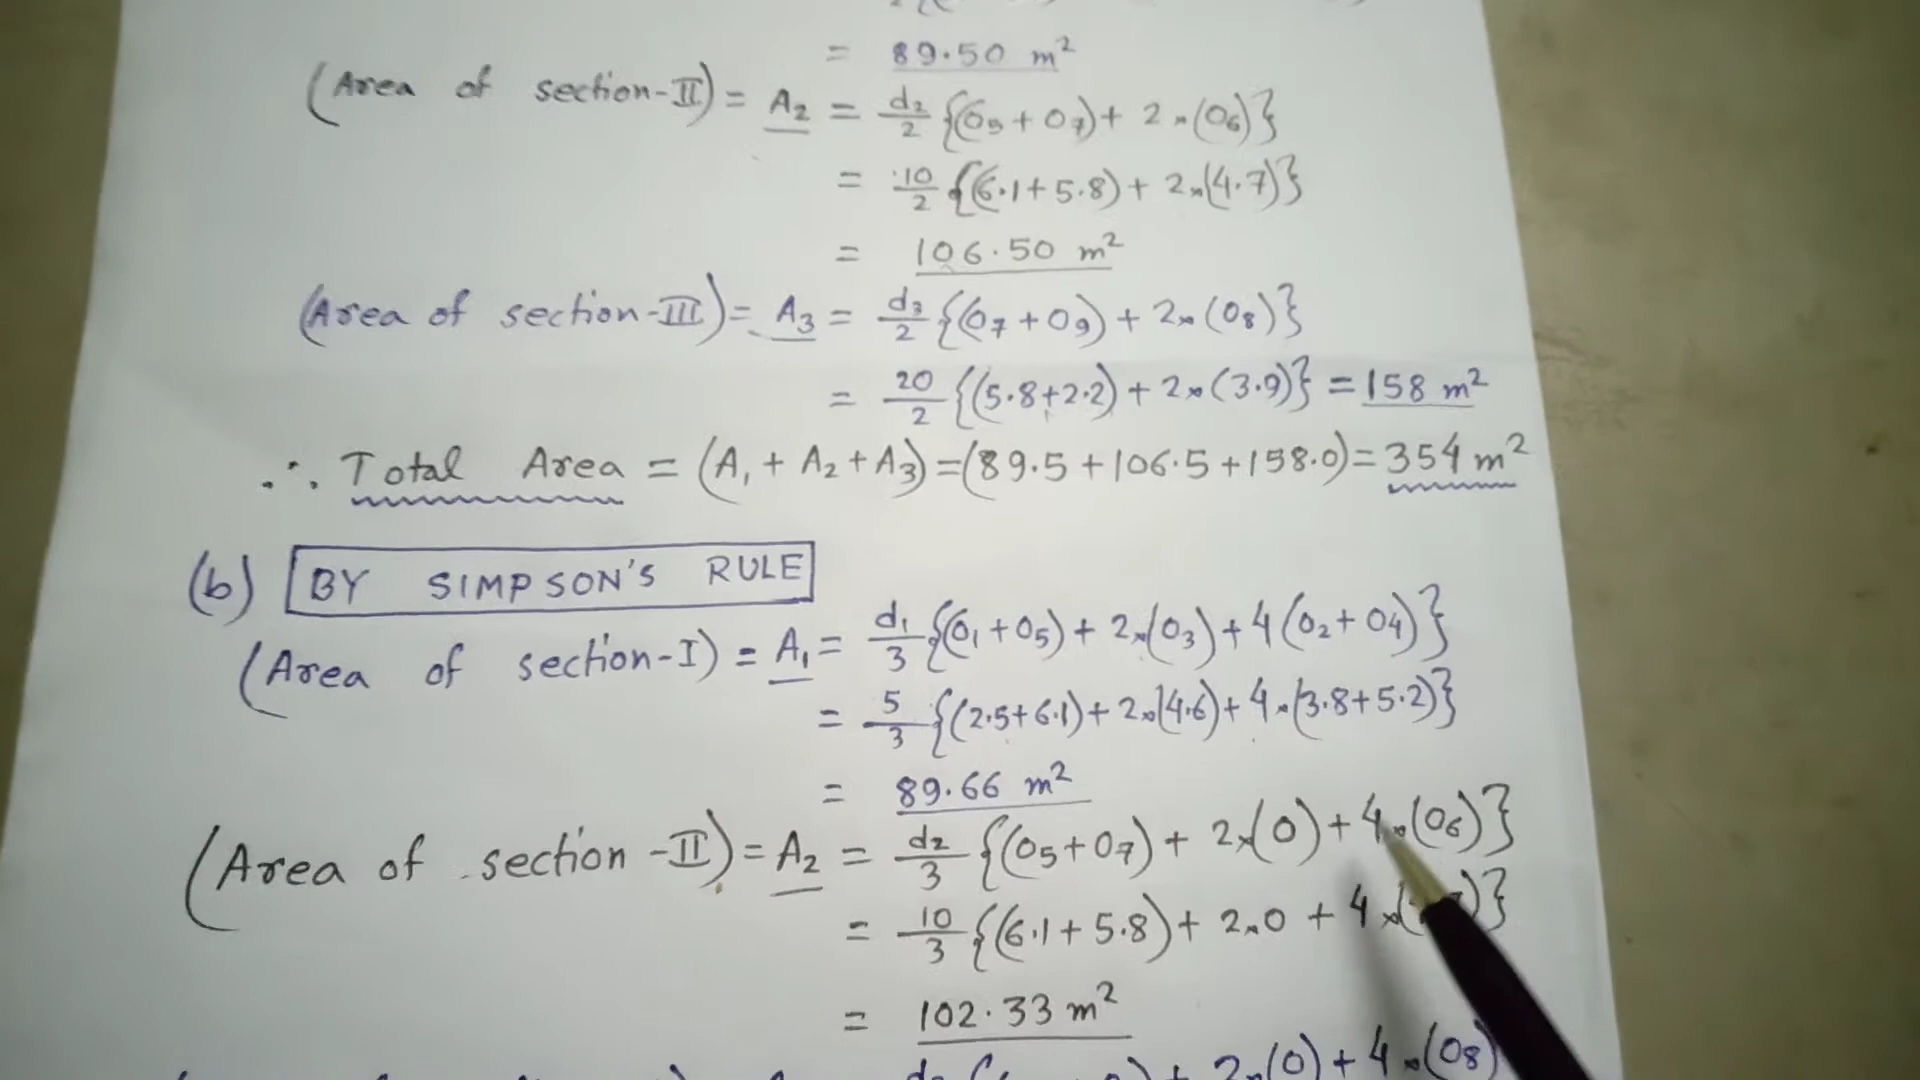 = 89.50 m²
(Area of section-II) = A₂ = d₂/2 {(O₅+O₇)+ 2×(O₆)}
= 10/2 {(6.1+5.8)+ 2×(4.7)}
= 106.50 m²
(Area of section-III) = A₃ = d₃/2 {(O₇+O₉)+2×(O₈)}
= 20/2 {(5.8+2.2)+2×(3.9)} = 158 m²
∴ Total Area = (A₁+A₂+A₃)=(89.5+106.5+158.0)=354 m²
(b) BY SIMPSON'S RULE
(Area of section-I) = A₁ = d₁/3 {(O₁+O₅)+2×(O₃)+4(O₂+O₄)}
= 5/3 {(2.5+6.1)+2×(4.6)+4×(3.8+5.2)}
= 89.66 m²
(Area of section-II) = A₂ = d₂/3 {(O₅+O₇)+ 2×(0)+4×(O₆)}
= 10/3 {(6.1+5.8)+ 2×0 + 4×( )}
= 102.33 m²
+ 2×(0)+4×(O₈)